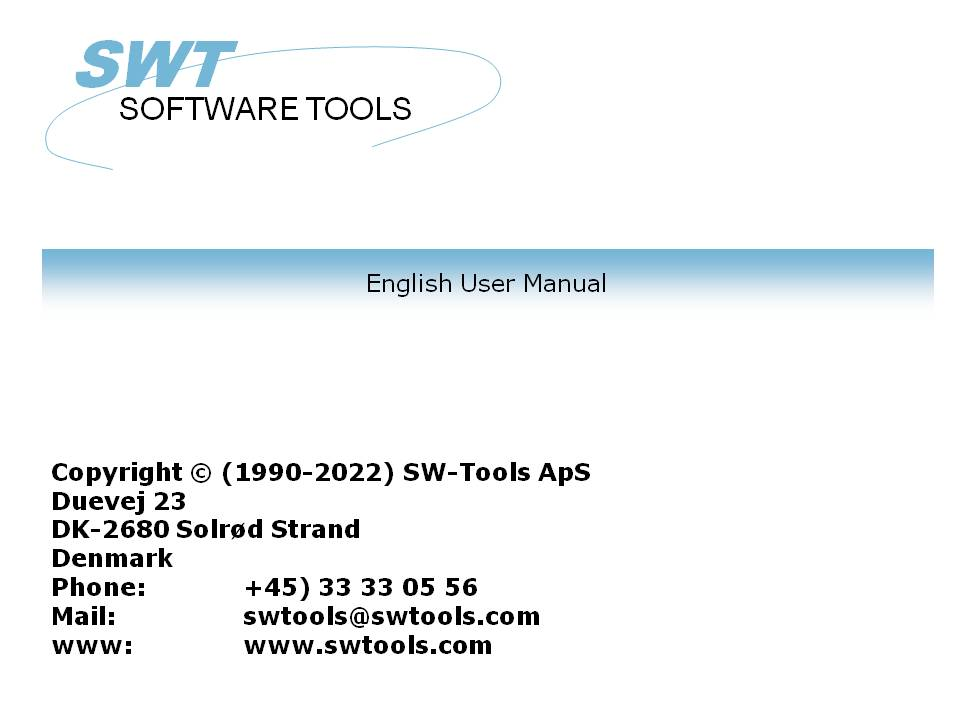 SWT
SOFTWARE TOOLS
English User Manual
Copyright © (1990-2022) SW-Tools ApS
Duevej 23
DK-2680 Solrød Strand
Denmark
Phone: +45) 33 33 05 56
Mail: swtools@swtools.com
www: www.swtools.com